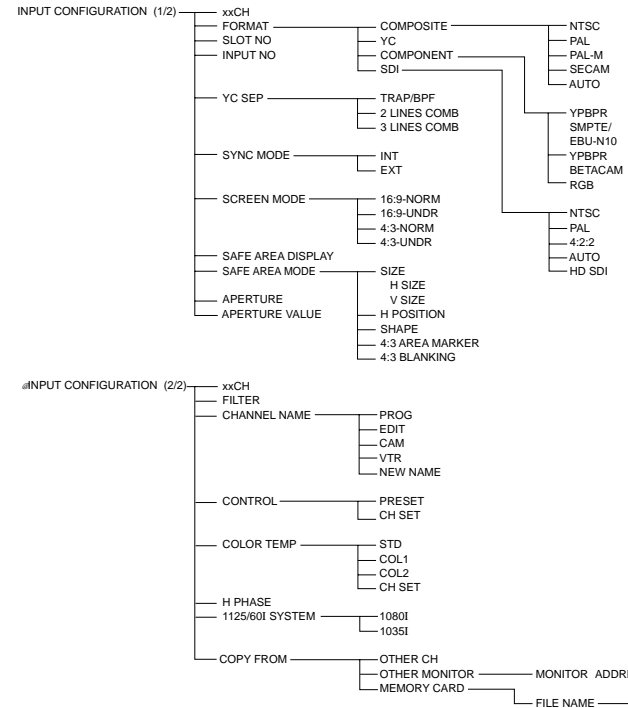 INPUT CONFIGURATION (1/2) xxCH
FORMAT COMPOSITE NTSC
SLOT NO YC PAL
INPUT NO COMPONENT PAL-M
SDI SECAM
AUTO
YC SEP TRAP/BPF YPBPR
2 LINES COMB SMPTE/
3 LINES COMB EBU-N10
SYNC MODE INT YPBPR
EXT BETACAM
RGB
SCREEN MODE 16:9-NORM
16:9-UNDR NTSC
4:3-NORM PAL
4:3-UNDR 4:2:2
SAFE AREA DISPLAY AUTO
SAFE AREA MODE SIZE HD SDI
H SIZE
APERTURE V SIZE
APERTURE VALUE H POSITION
SHAPE
4:3 AREA MARKER
4:3 BLANKING
INPUT CONFIGURATION (2/2) xxCH
FILTER
CHANNEL NAME PROG
EDIT
CAM
VTR
NEW NAME
CONTROL PRESET
CH SET
COLOR TEMP STD
COL1
COL2
CH SET
H PHASE
1125/60I SYSTEM 1080I
1035I
COPY FROM OTHER CH
OTHER MONITOR MONITOR ADDR
MEMORY CARD
FILE NAME